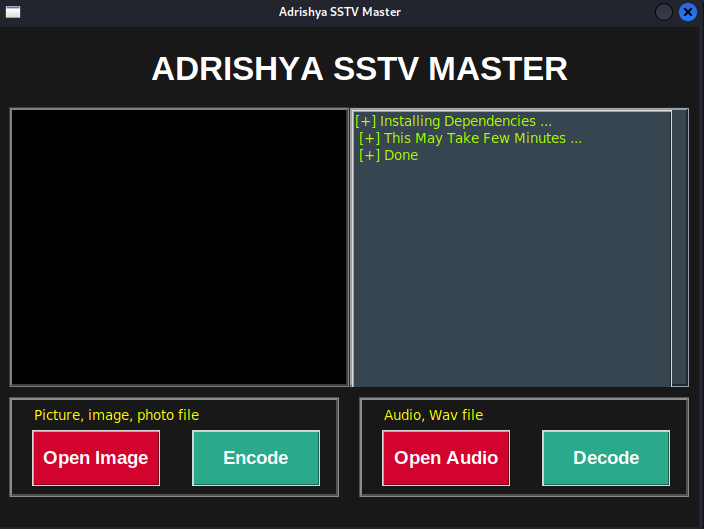 Adrishya SSTV Master
ADRISHYA SSTV MASTER
[+] Installing Dependencies ...
[+] This May Take Few Minutes ...
[+] Done
Picture, image, photo file
Open Image
Encode
Audio, Wav file
Open Audio
Decode